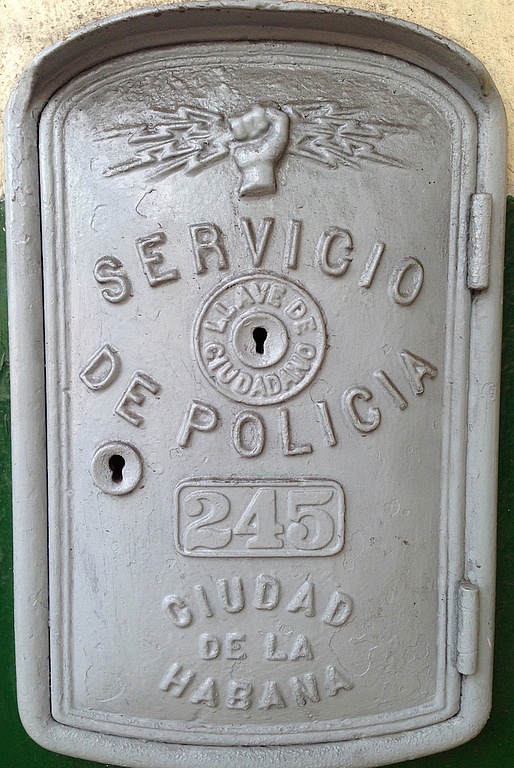 SERVICIO
LLAVE DE
CIUDADANO
DE POLICIA
245
CIUDAD
DE LA
HABANA